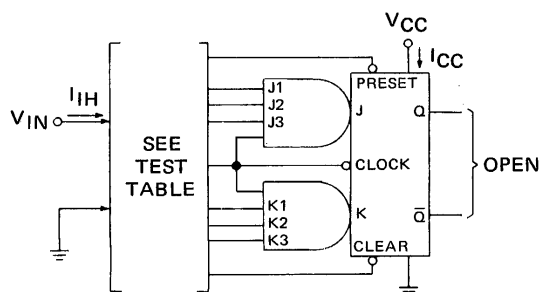 VCC
ICC
PRESET
J1
J2
J3
J
Q
IIH
VIN
SEE
TEST
TABLE
CLOCK
OPEN
K1
K2
K3
K
Q̅
CLEAR